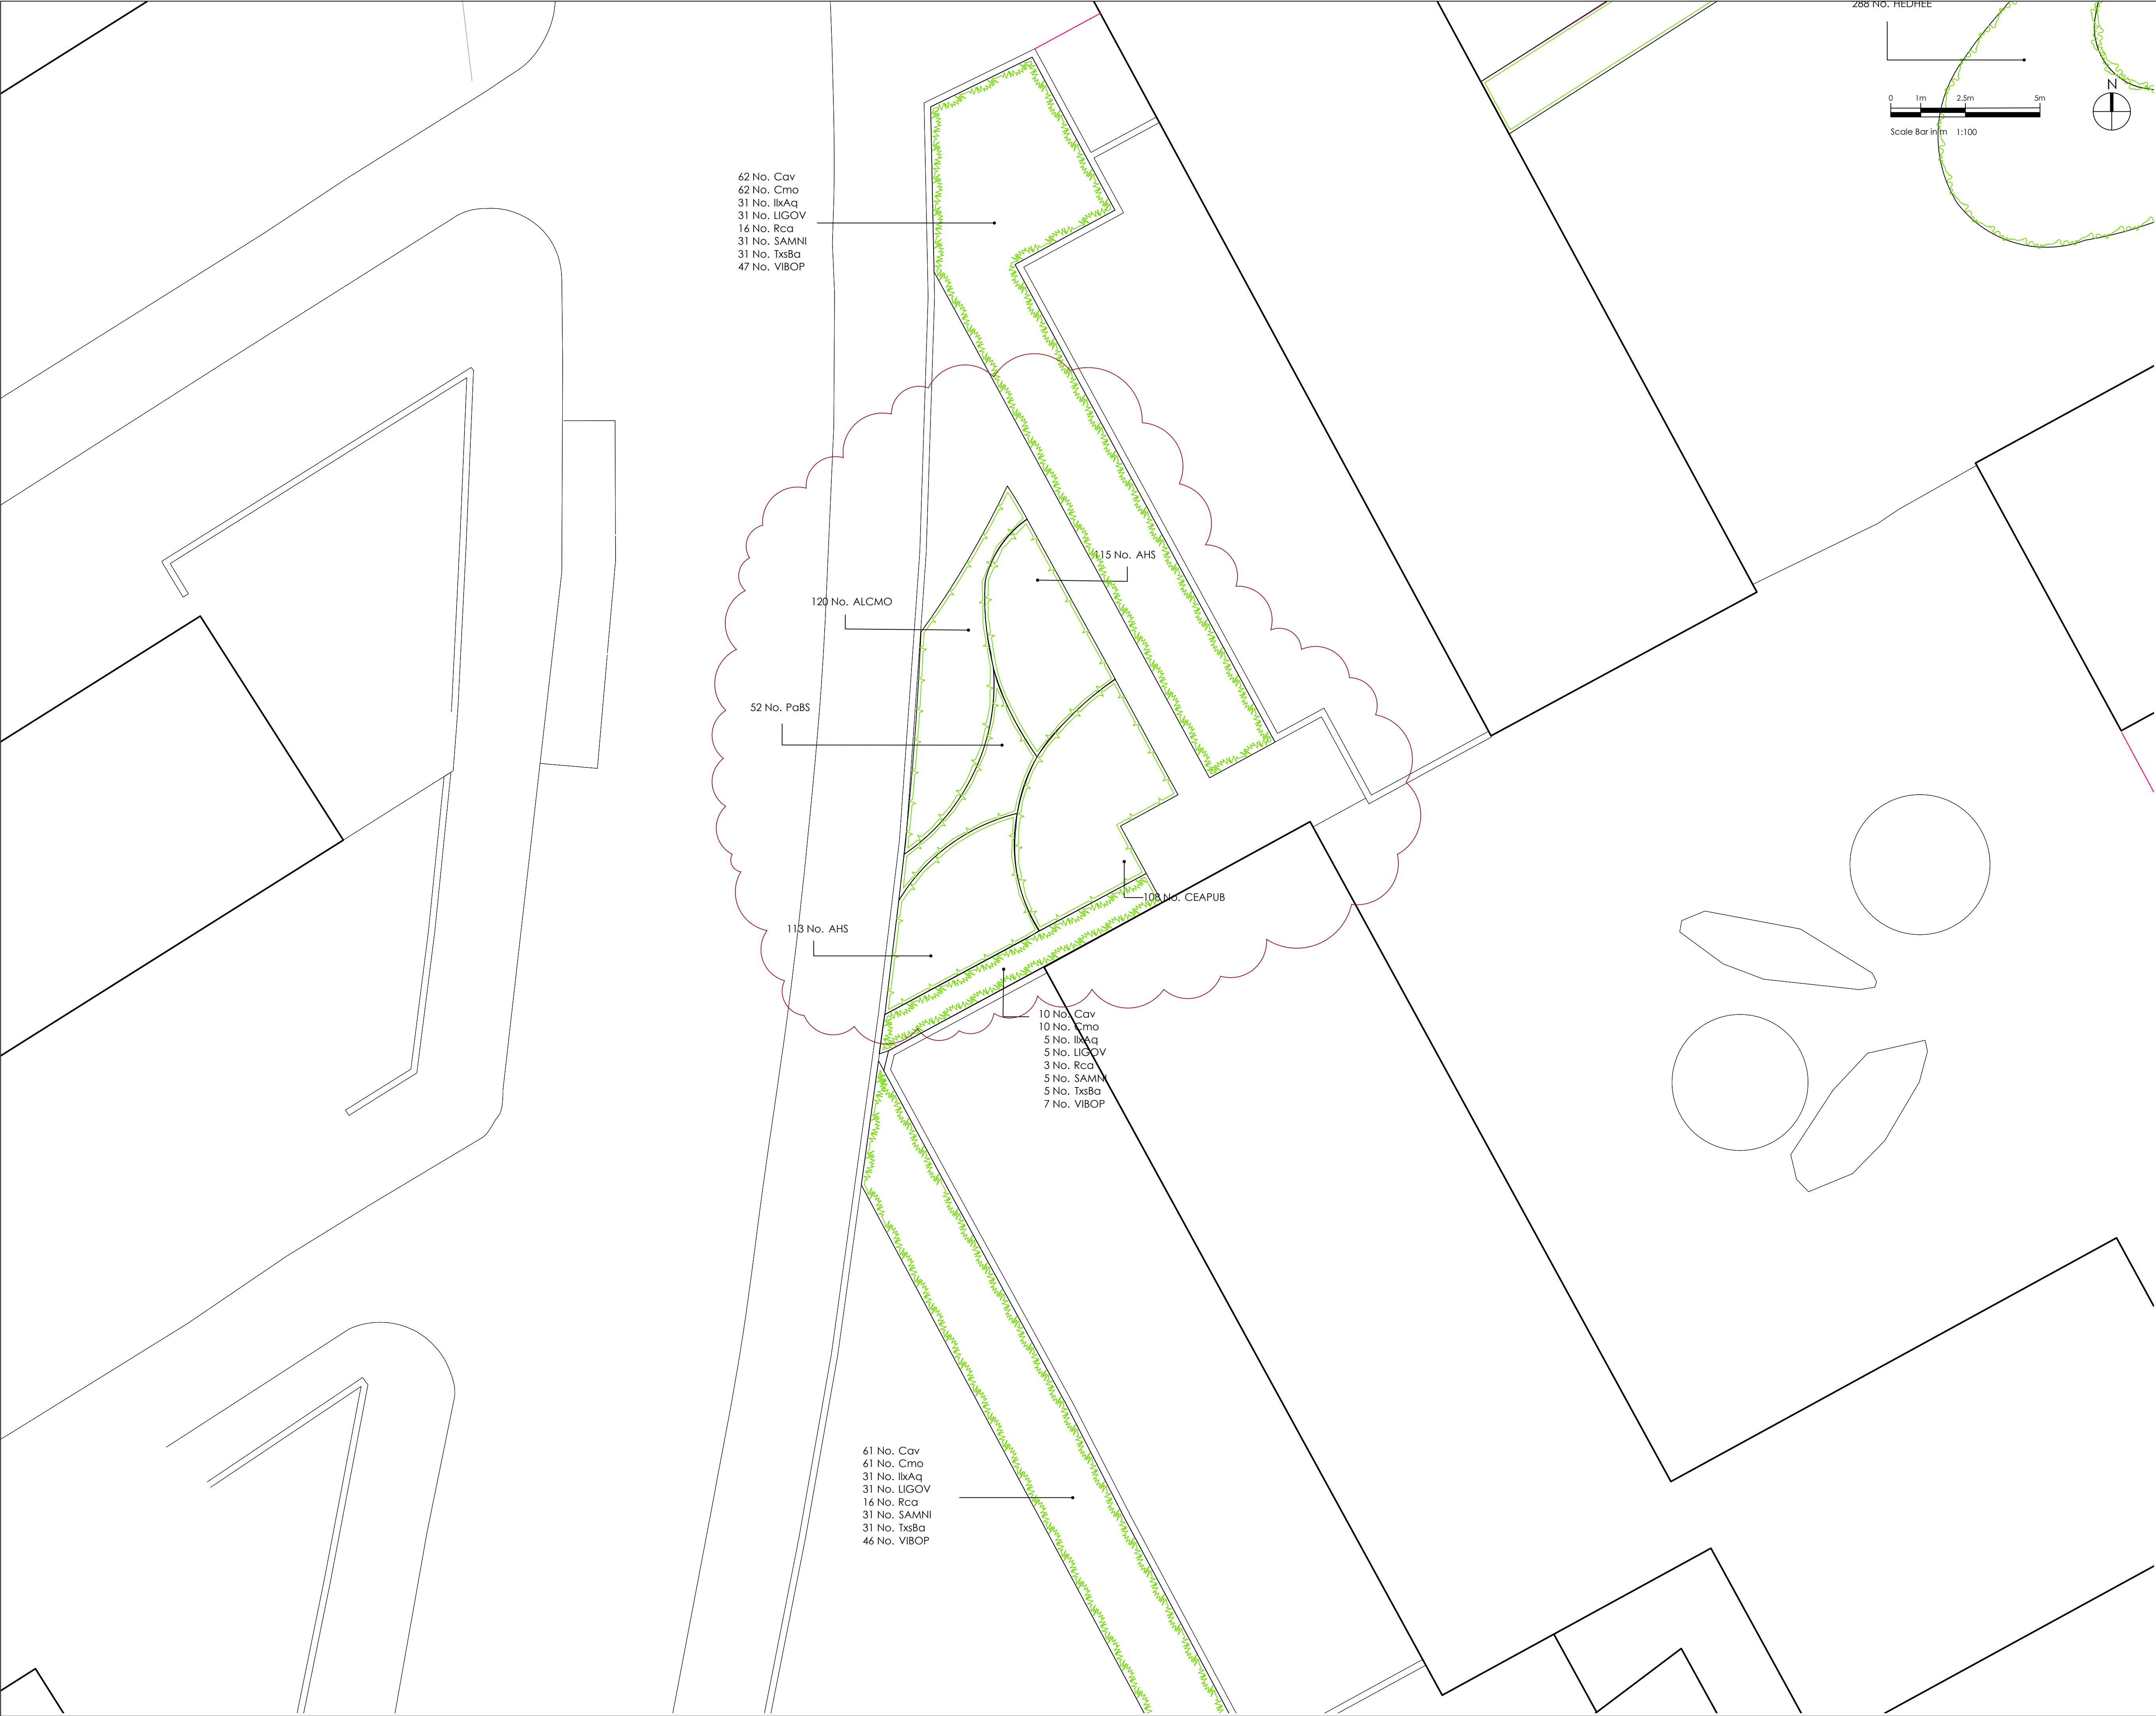 288 No. HEDHEE
N
0 1m 2.5m 5m
Scale Bar in m 1:100
62 No. Cav
62 No. Cmo
31 No. IlxAq
31 No. LIGOV
16 No. Rca
31 No. SAMNI
31 No. TxsBa
47 No. VIBOP
115 No. AHS
120 No. ALCMO
52 No. PaBS
108 No. CEAPUB
113 No. AHS
10 No. Cav
10 No. Cmo
5 No. IlxAq
5 No. LIGOV
3 No. Rca
5 No. SAMNI
5 No. TxsBa
7 No. VIBOP
61 No. Cav
61 No. Cmo
31 No. IlxAq
31 No. LIGOV
16 No. Rca
31 No. SAMNI
31 No. TxsBa
46 No. VIBOP